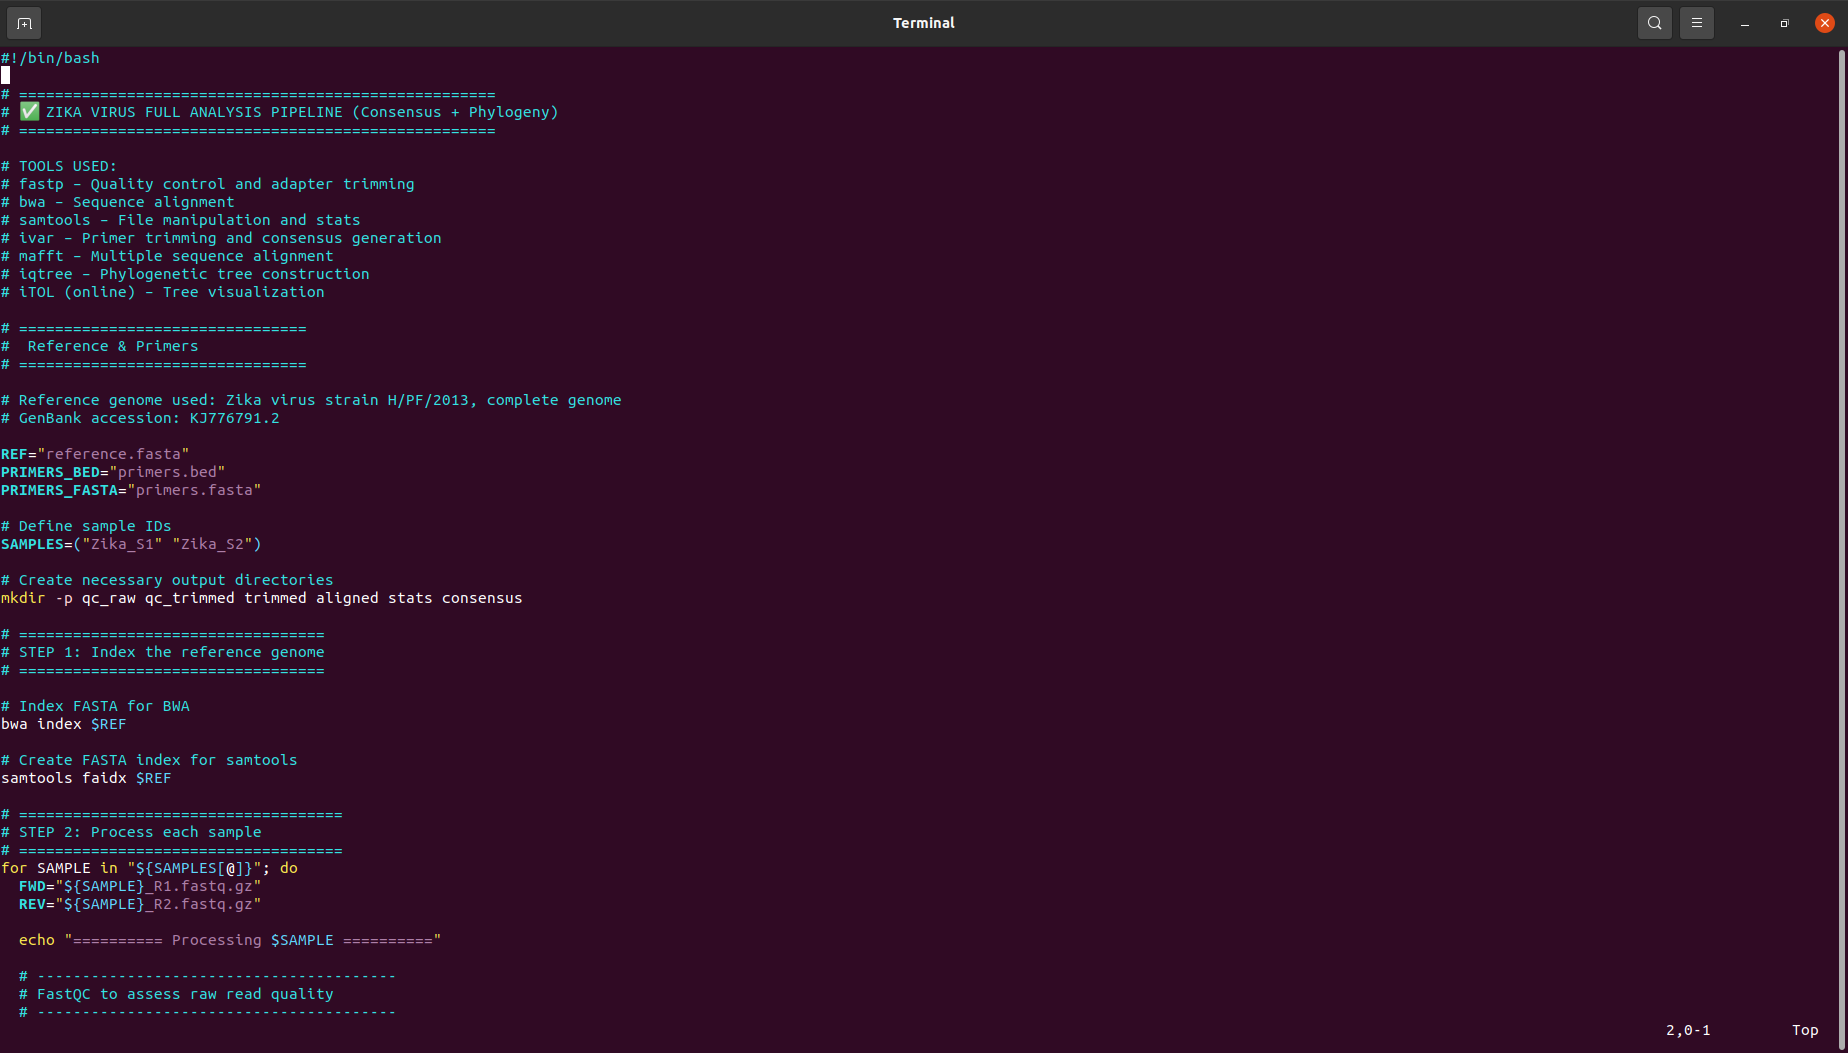 Terminal
#!/bin/bash
# =====================================================
# ✅ ZIKA VIRUS FULL ANALYSIS PIPELINE (Consensus + Phylogeny)
# =====================================================
# TOOLS USED:
# fastp – Quality control and adapter trimming
# bwa – Sequence alignment
# samtools – File manipulation and stats
# ivar – Primer trimming and consensus generation
# mafft – Multiple sequence alignment
# iqtree – Phylogenetic tree construction
# iTOL (online) – Tree visualization
# ================================
#  Reference & Primers
# ================================
# Reference genome used: Zika virus strain H/PF/2013, complete genome
# GenBank accession: KJ776791.2
REF="reference.fasta"
PRIMERS_BED="primers.bed"
PRIMERS_FASTA="primers.fasta"
# Define sample IDs
SAMPLES=("Zika_S1" "Zika_S2")
# Create necessary output directories
mkdir -p qc_raw qc_trimmed trimmed aligned stats consensus
# ==================================
# STEP 1: Index the reference genome
# ==================================
# Index FASTA for BWA
bwa index $REF
# Create FASTA index for samtools
samtools faidx $REF
# ====================================
# STEP 2: Process each sample
# ====================================
for SAMPLE in "${SAMPLES[@]}"; do
  FWD="${SAMPLE}_R1.fastq.gz"
  REV="${SAMPLE}_R2.fastq.gz"
  echo "========== Processing $SAMPLE =========="
  # ----------------------------------------
  # FastQC to assess raw read quality
  # ----------------------------------------
2,0-1 Top